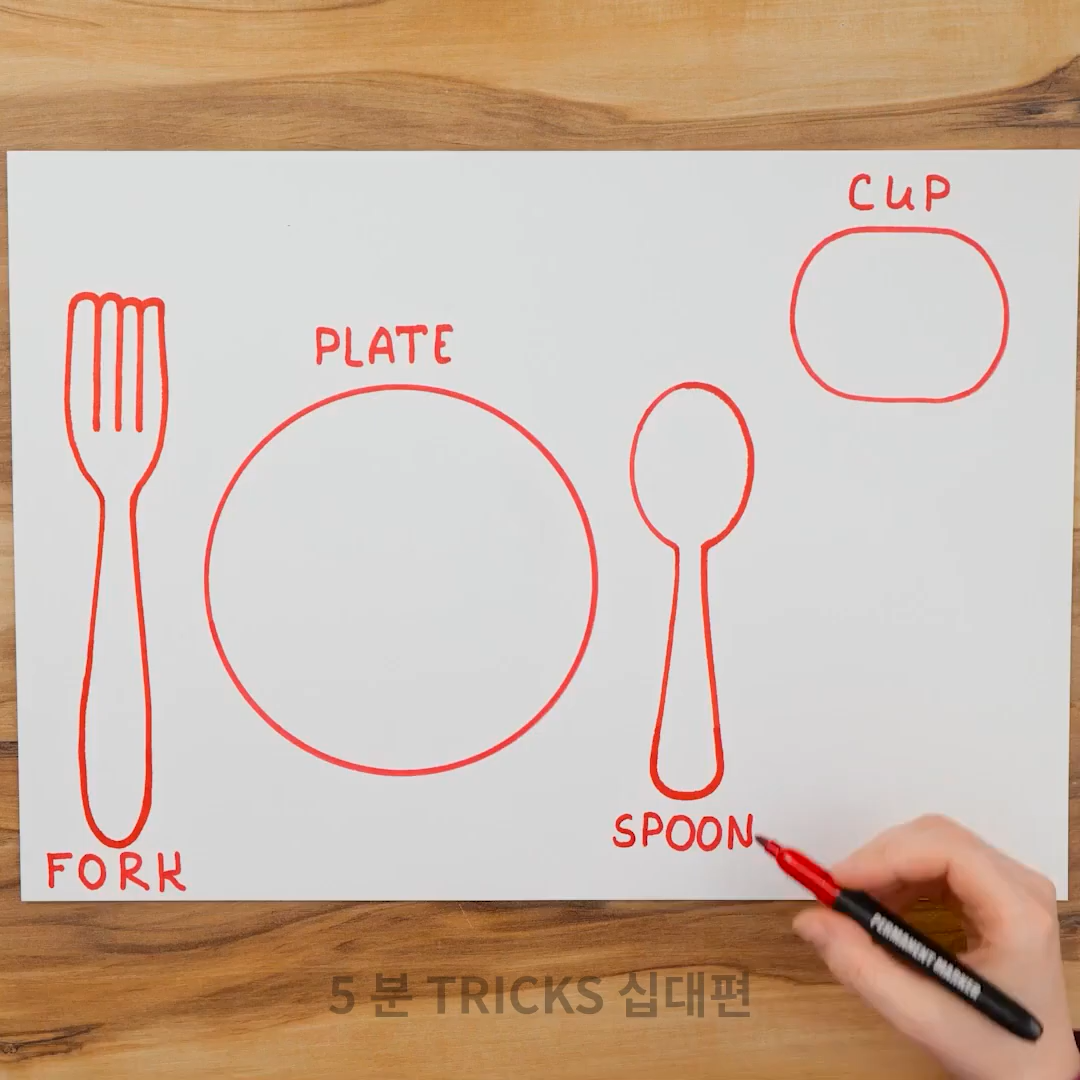 CUP
PLATE
SPOON
FORK
PERMANENT MARKER
5 분 TRICKS 십대편